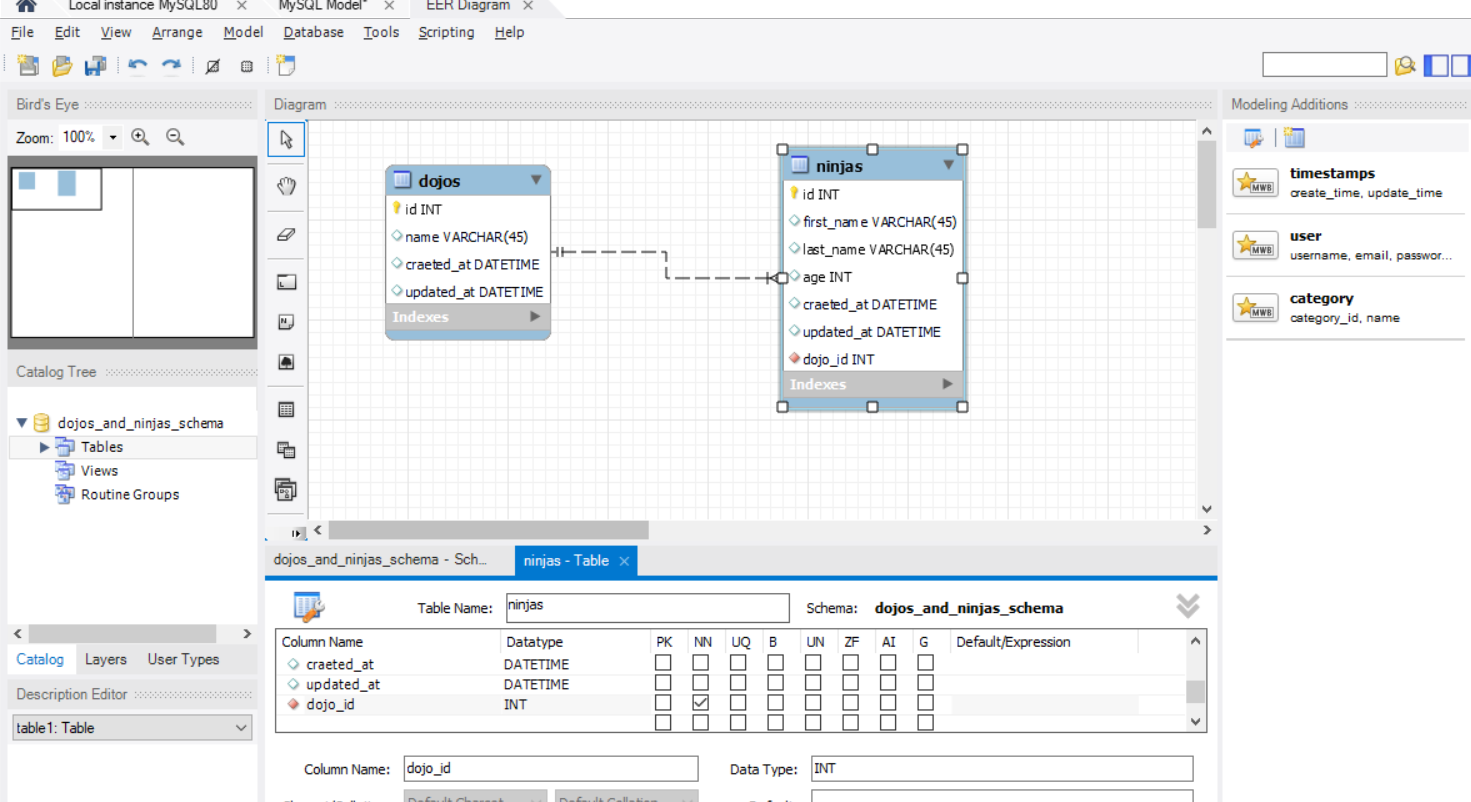 Local instance MySQL80 × MySQL Model* × EER Diagram ×
File Edit View Arrange Model Database Tools Scripting Help
Bird's Eye
Zoom: 100%
Catalog Tree
dojos_and_ninjas_schema
Tables
Views
Routine Groups
Catalog Layers User Types
Description Editor
table1: Table
Diagram
dojos
id INT
name VARCHAR(45)
craeted_at DATETIME
updated_at DATETIME
Indexes
ninjas
id INT
first_name VARCHAR(45)
last_name VARCHAR(45)
age INT
craeted_at DATETIME
updated_at DATETIME
dojo_id INT
Indexes
Modeling Additions
MWB
timestamps
create_time, update_time
MWB
user
username, email, passwor...
MWB
category
category_id, name
dojos_and_ninjas_schema - Sch... ninjas - Table ×
Table Name: ninjas Schema: dojos_and_ninjas_schema
Column Name Datatype PK NN UQ B UN ZF AI G Default/Expression
craeted_at DATETIME
updated_at DATETIME
dojo_id INT
Column Name: dojo_id Data Type: INT
Default Charset Default Collation